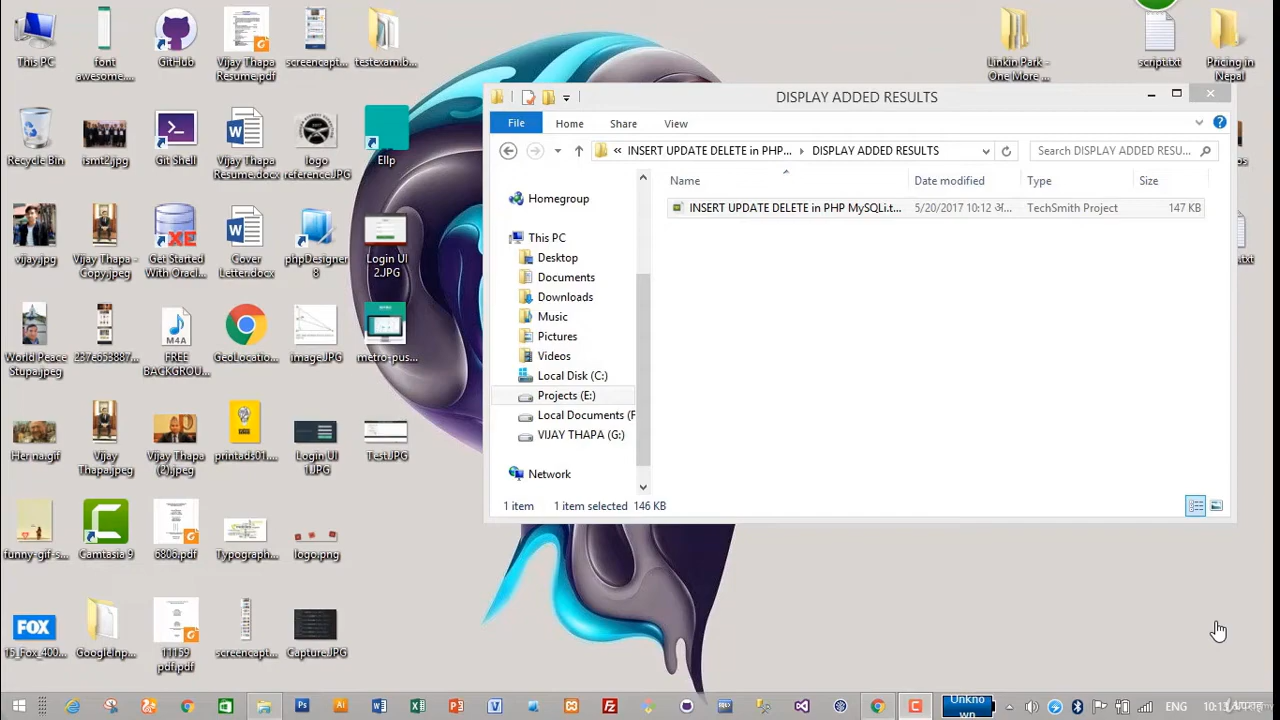 This PC
font awesome....
GitHub
Vijay Thapa Resume.pdf
screencapt...
testexam.b...
Linkin Park - One More ...
script.txt
Pricing in Nepal
DISPLAY ADDED RESULTS
File Home Share View
« INSERT UPDATE DELETE in PHP... DISPLAY ADDED RESULTS
Search DISPLAY ADDED RESU...
Name Date modified Type Size
INSERT UPDATE DELETE in PHP MySQLi.t... 5/20/2017 10:12 अ... TechSmith Project 147 KB
Homegroup
This PC
Desktop
Documents
Downloads
Music
Pictures
Videos
Local Disk (C:)
Projects (E:)
Local Documents (F
VIJAY THAPA (G:)
Network
1 item 1 item selected 146 KB
Recycle Bin
ismt2.jpg
Git Shell
Vijay Thapa Resume.docx
logo reference.JPG
Ellp
vijay.jpg
Vijay Thapa - Copy.jpeg
Get Started With Oracl...
Cover Letter.docx
phpDesigner 8
Login UI 2.JPG
World Peace Stupa.jpeg
FREE BACKGROU...
GeoLocatio...
image.JPG
metro-pus...
Her na.gif
Vijay Thapa.jpeg
Vijay Thapa (2).jpeg
printads01....
Login UI 1.JPG
Test.JPG
funny-gif-s...
Camtasia 9
6806.pdf
Typograph...
logo.png
FOX
15_Fox_400...
GoogleInp...
11159 pdf.pdf
screencapt...
Capture.JPG
Unknown
ENG